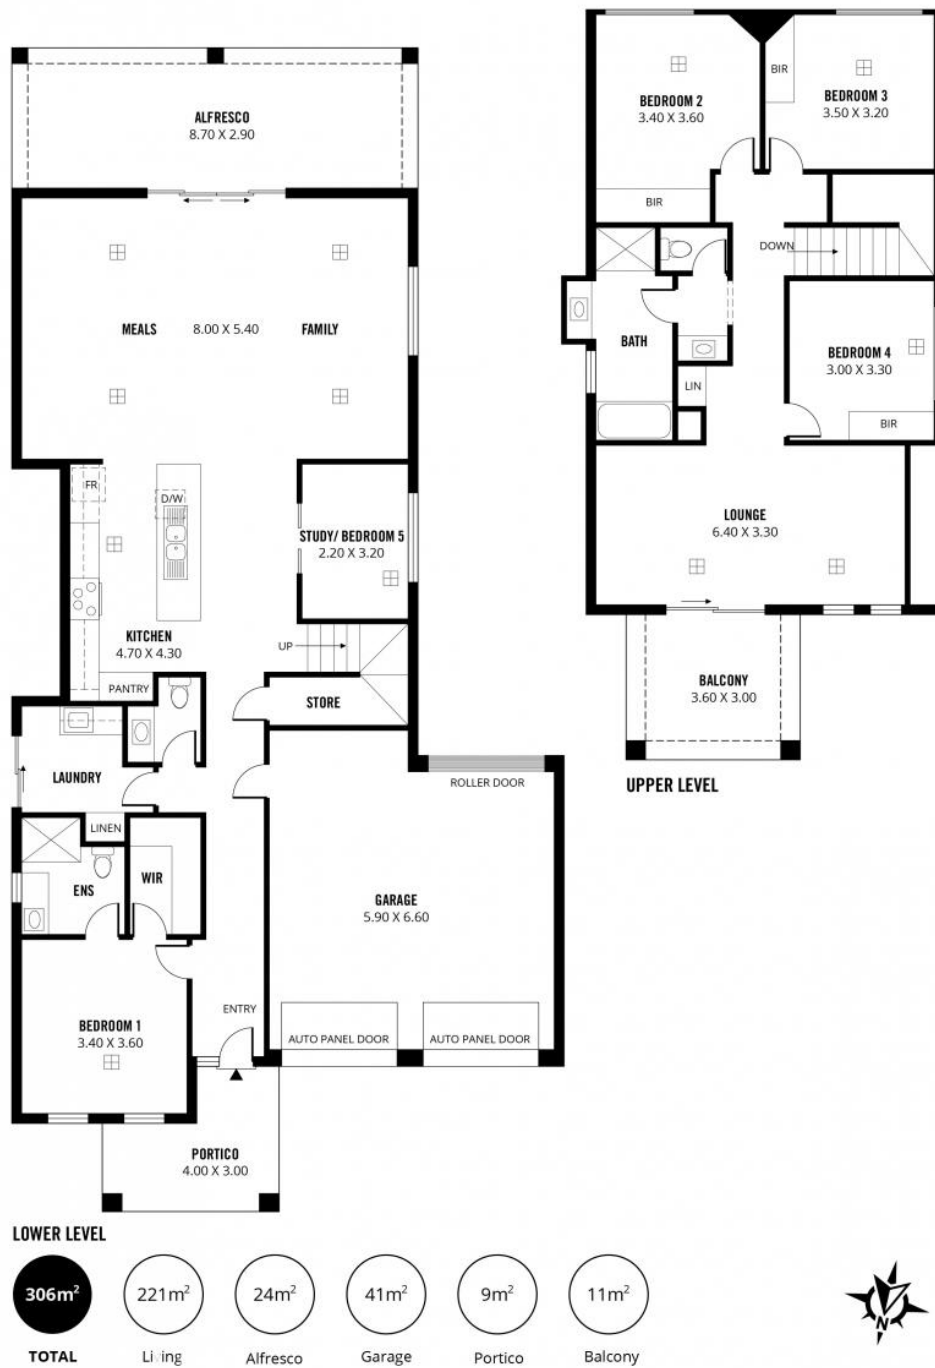 ALFRESCO
8.70 X 2.90
MEALS
8.00 X 5.40
FAMILY
FR
D/W
STUDY/ BEDROOM 5
2.20 X 3.20
KITCHEN
4.70 X 4.30
UP
PANTRY
STORE
LAUNDRY
ROLLER DOOR
LINEN
ENS
WIR
GARAGE
5.90 X 6.60
ENTRY
BEDROOM 1
3.40 X 3.60
AUTO PANEL DOOR
AUTO PANEL DOOR
PORTICO
4.00 X 3.00
LOWER LEVEL
BEDROOM 2
3.40 X 3.60
BIR
BIR
BEDROOM 3
3.50 X 3.20
DOWN
BATH
BEDROOM 4
3.00 X 3.30
LIN
BIR
LOUNGE
6.40 X 3.30
BALCONY
3.60 X 3.00
UPPER LEVEL
306m²
TOTAL
221m²
Living
24m²
Alfresco
41m²
Garage
9m²
Portico
11m²
Balcony
N